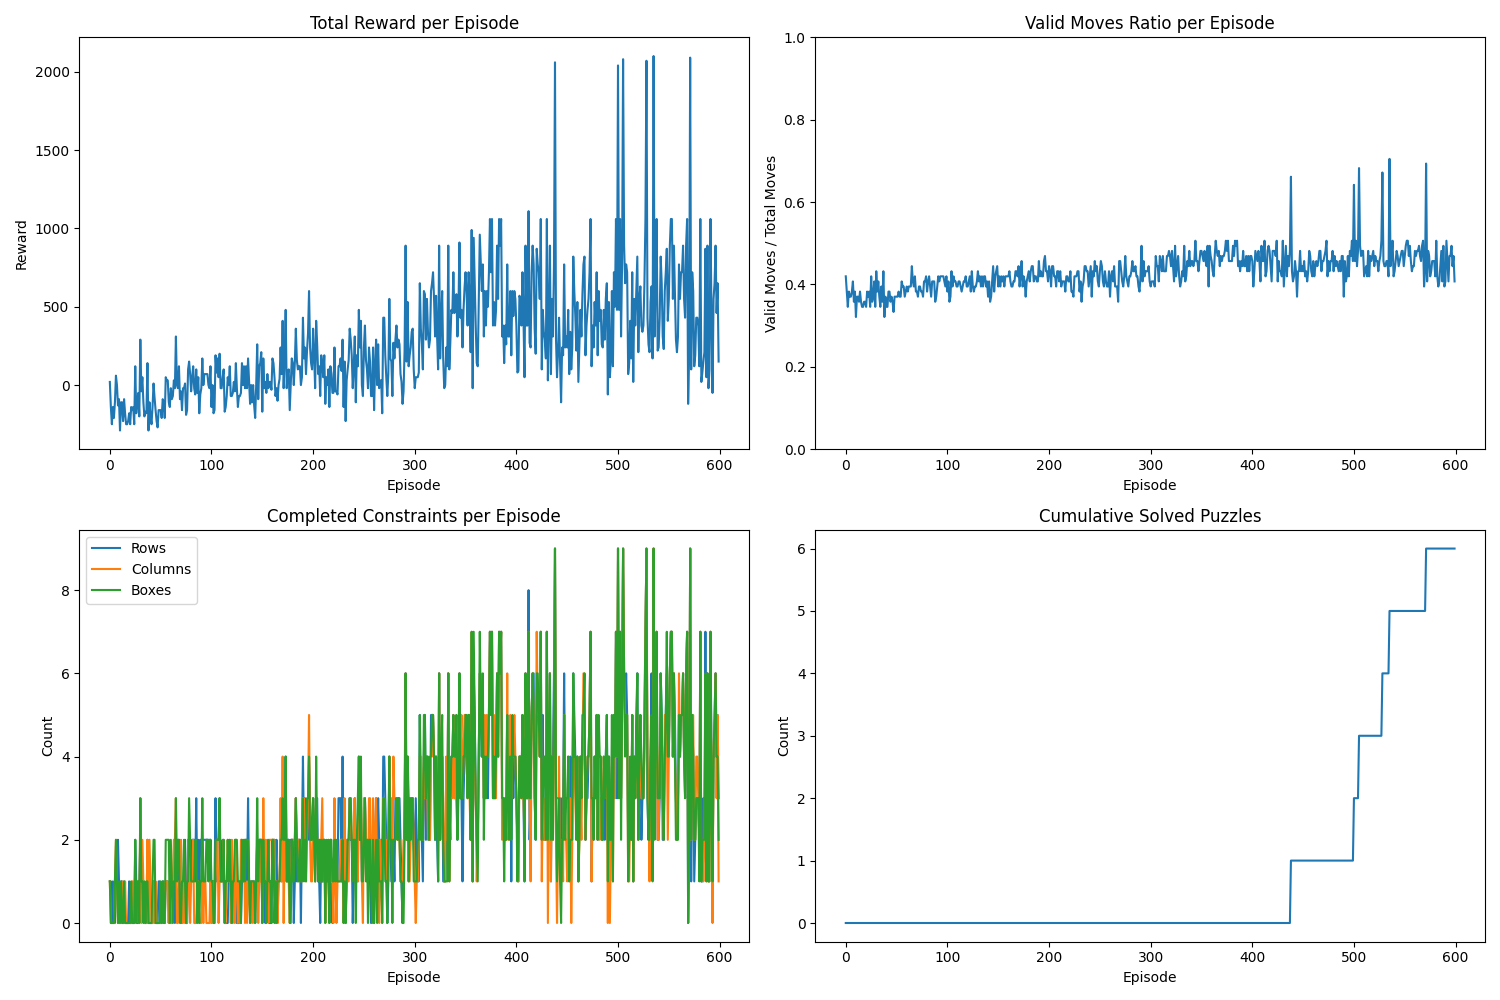 Total Reward per Episode
Reward
2000
1500
1000
500
0
0 100 200 300 400 500 600
Episode
Valid Moves Ratio per Episode
Valid Moves / Total Moves
1.0
0.8
0.6
0.4
0.2
0.0
0 100 200 300 400 500 600
Episode
Completed Constraints per Episode
Rows
Columns
Boxes
Count
8
6
4
2
0
0 100 200 300 400 500 600
Episode
Cumulative Solved Puzzles
Count
6
5
4
3
2
1
0
0 100 200 300 400 500 600
Episode